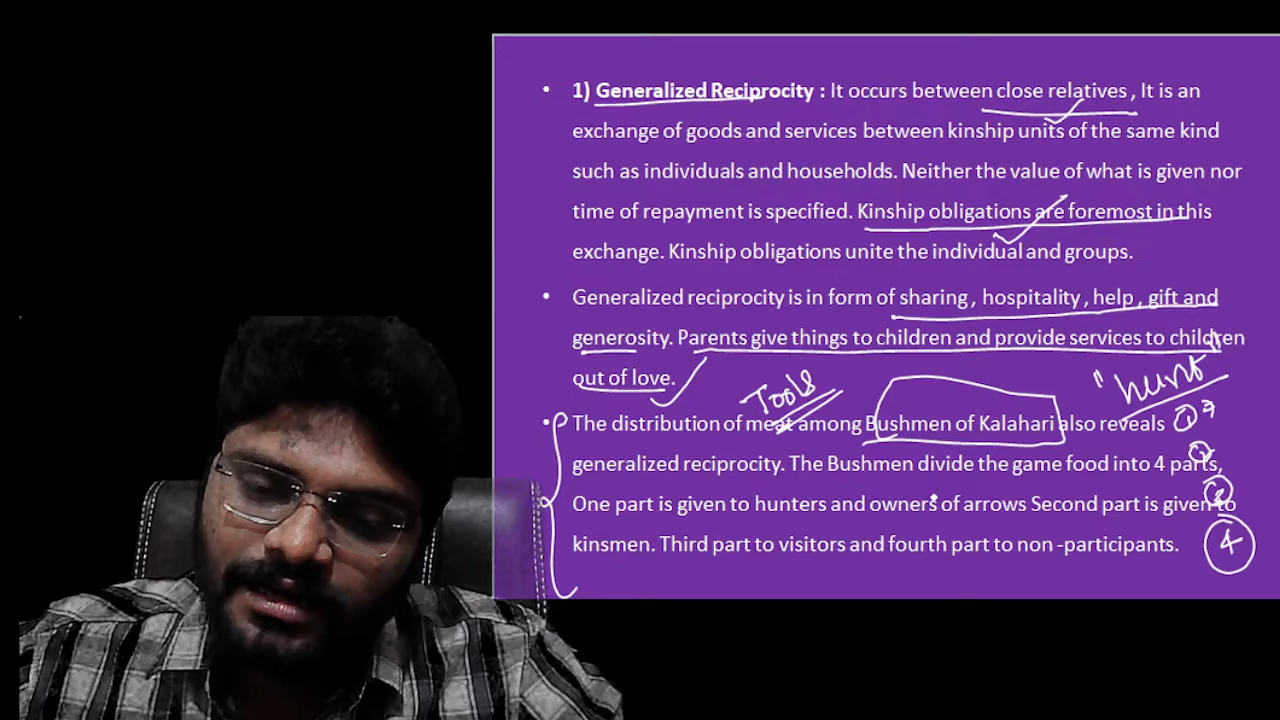 • 1) Generalized Reciprocity : It occurs between close relatives , It is an
exchange of goods and services between kinship units of the same kind
such as individuals and households. Neither the value of what is given nor
time of repayment is specified. Kinship obligations are foremost in this
exchange. Kinship obligations unite the individual and groups.
• Generalized reciprocity is in form of sharing , hospitality , help , gift and
generosity. Parents give things to children and provide services to children
out of love.
Tools
"hunt"
• The distribution of meat among Bushmen of Kalahari also reveals
1
generalized reciprocity. The Bushmen divide the game food into 4 parts,
2
One part is given to hunters and owners of arrows Second part is given to
3
kinsmen. Third part to visitors and fourth part to non -participants.
4